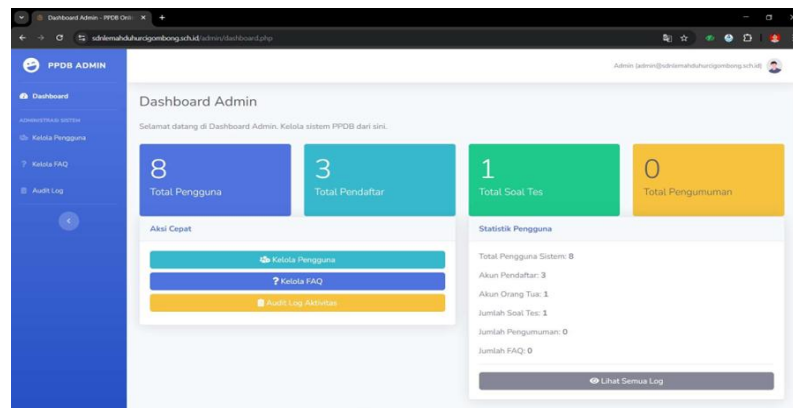 Dashboard Admin - PPDB Onli
sdnlemahduhurcigombong.sch.id/admin/dashboard.php
PPDB ADMIN
Admin (admin@sdnlemahduhurcigombong.sch.id)
Dashboard
ADMINISTRASI SISTEM
Kelola Pengguna
Kelola FAQ
Audit Log
Dashboard Admin
Selamat datang di Dashboard Admin. Kelola sistem PPDB dari sini.
8
Total Pengguna
3
Total Pendaftar
1
Total Soal Tes
0
Total Pengumuman
Aksi Cepat
Kelola Pengguna
? Kelola FAQ
Audit Log Aktivitas
Statistik Pengguna
Total Pengguna Sistem: 8
Akun Pendaftar: 3
Akun Orang Tua: 1
Jumlah Soal Tes: 1
Jumlah Pengumuman: 0
Jumlah FAQ: 0
Lihat Semua Log